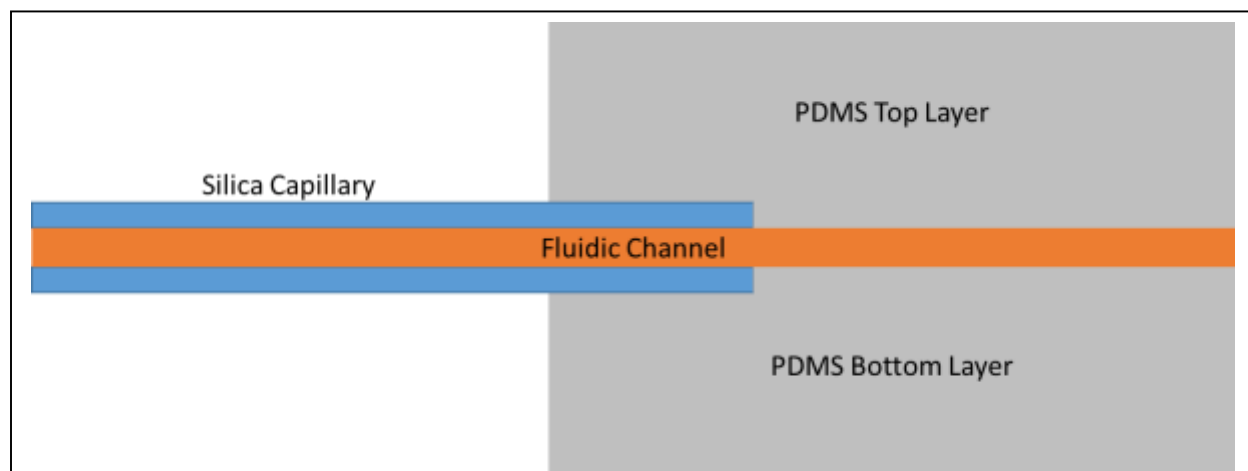 PDMS Top Layer
Silica Capillary
Fluidic Channel
PDMS Bottom Layer